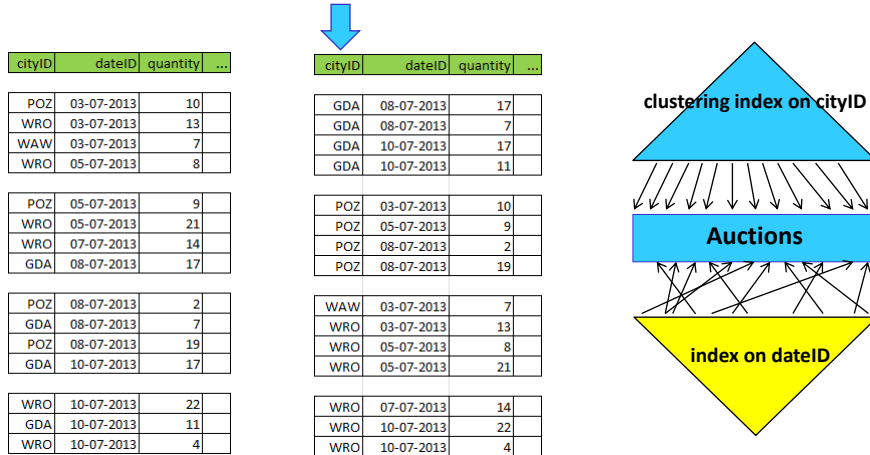 cityID dateID quantity ...
POZ 03-07-2013 10
WRO 03-07-2013 13
WAW 03-07-2013 7
WRO 05-07-2013 8
POZ 05-07-2013 9
WRO 05-07-2013 21
WRO 07-07-2013 14
GDA 08-07-2013 17
POZ 08-07-2013 2
GDA 08-07-2013 7
POZ 08-07-2013 19
GDA 10-07-2013 17
WRO 10-07-2013 22
GDA 10-07-2013 11
WRO 10-07-2013 4
cityID dateID quantity ...
GDA 08-07-2013 17
GDA 08-07-2013 7
GDA 10-07-2013 17
GDA 10-07-2013 11
POZ 03-07-2013 10
POZ 05-07-2013 9
POZ 08-07-2013 2
POZ 08-07-2013 19
WAW 03-07-2013 7
WRO 03-07-2013 13
WRO 05-07-2013 8
WRO 05-07-2013 21
WRO 07-07-2013 14
WRO 10-07-2013 22
WRO 10-07-2013 4
clustering index on cityID
Auctions
index on dateID